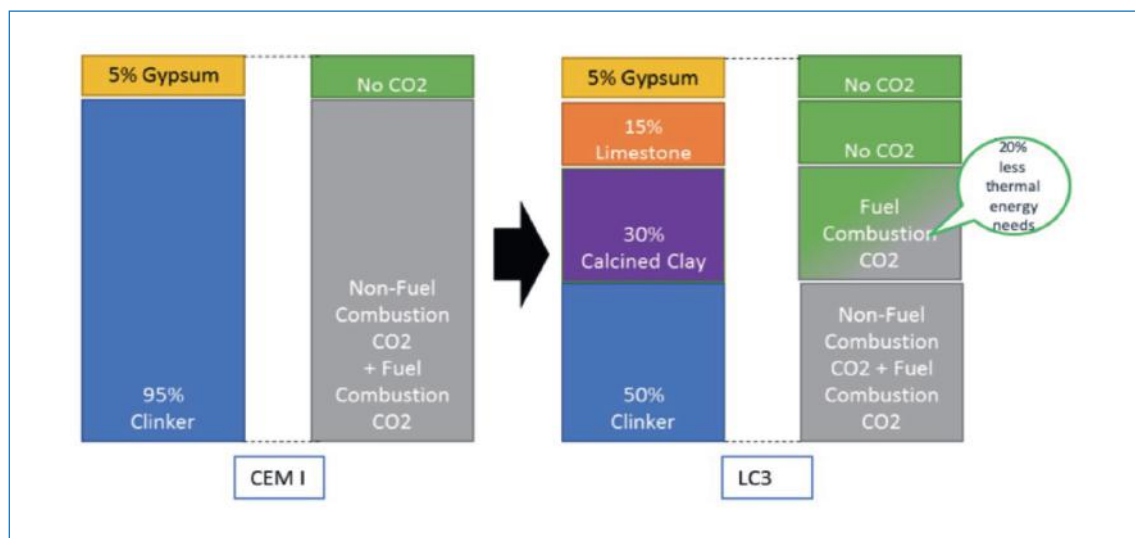 5% Gypsum
95%
Clinker
No CO2
Non-Fuel
Combustion
CO2
+ Fuel
Combustion
CO2
CEM I
5% Gypsum
15%
Limestone
30%
Calcined Clay
50%
Clinker
No CO2
No CO2
Fuel
Combustion
CO2
Non-Fuel
Combustion
CO2 + Fuel
Combustion
CO2
20%
less
thermal
energy
needs
LC3